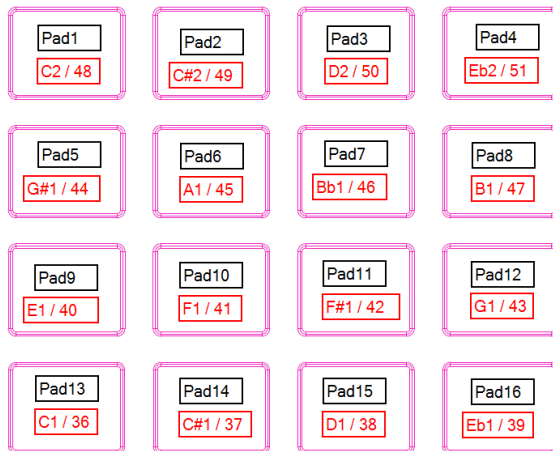 Pad1
C2 / 48
Pad2
C#2 / 49
Pad3
D2 / 50
Pad4
Eb2 / 51
Pad5
G#1 / 44
Pad6
A1 / 45
Pad7
Bb1 / 46
Pad8
B1 / 47
Pad9
E1 / 40
Pad10
F1 / 41
Pad11
F#1 / 42
Pad12
G1 / 43
Pad13
C1 / 36
Pad14
C#1 / 37
Pad15
D1 / 38
Pad16
Eb1 / 39